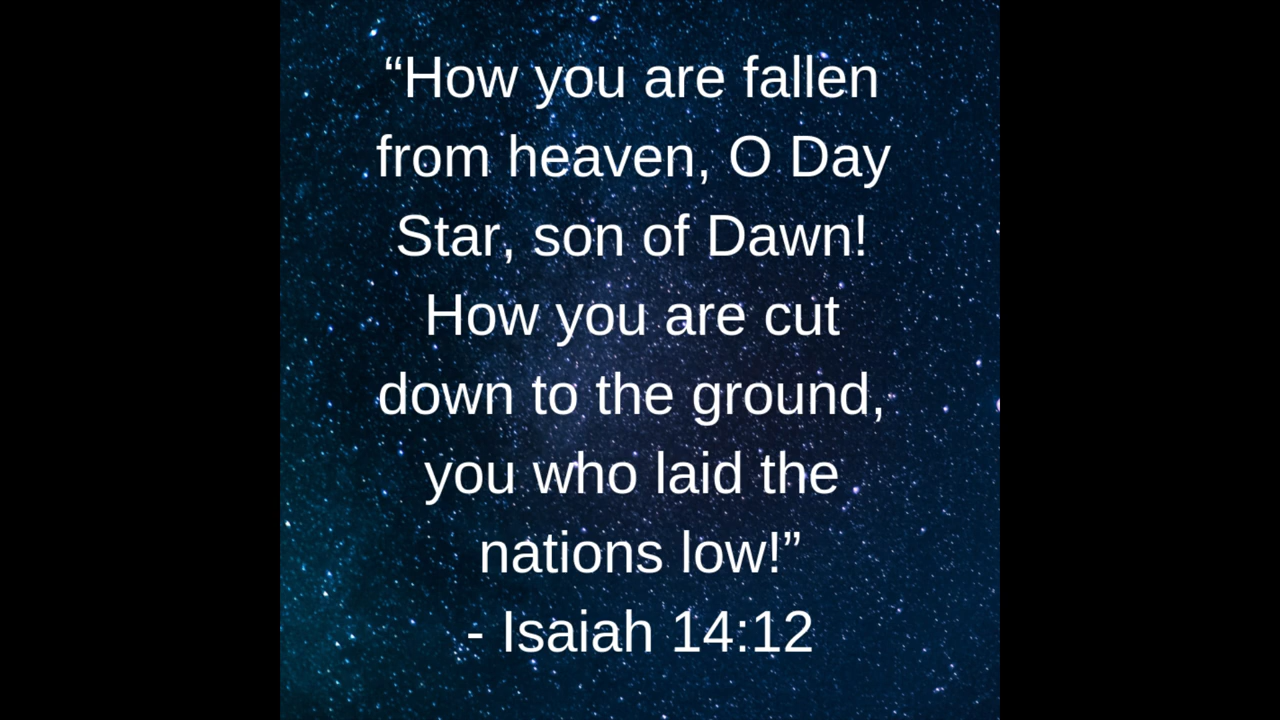 “How you are fallen
from heaven, O Day
Star, son of Dawn!
How you are cut
down to the ground,
you who laid the
nations low!”
- Isaiah 14:12